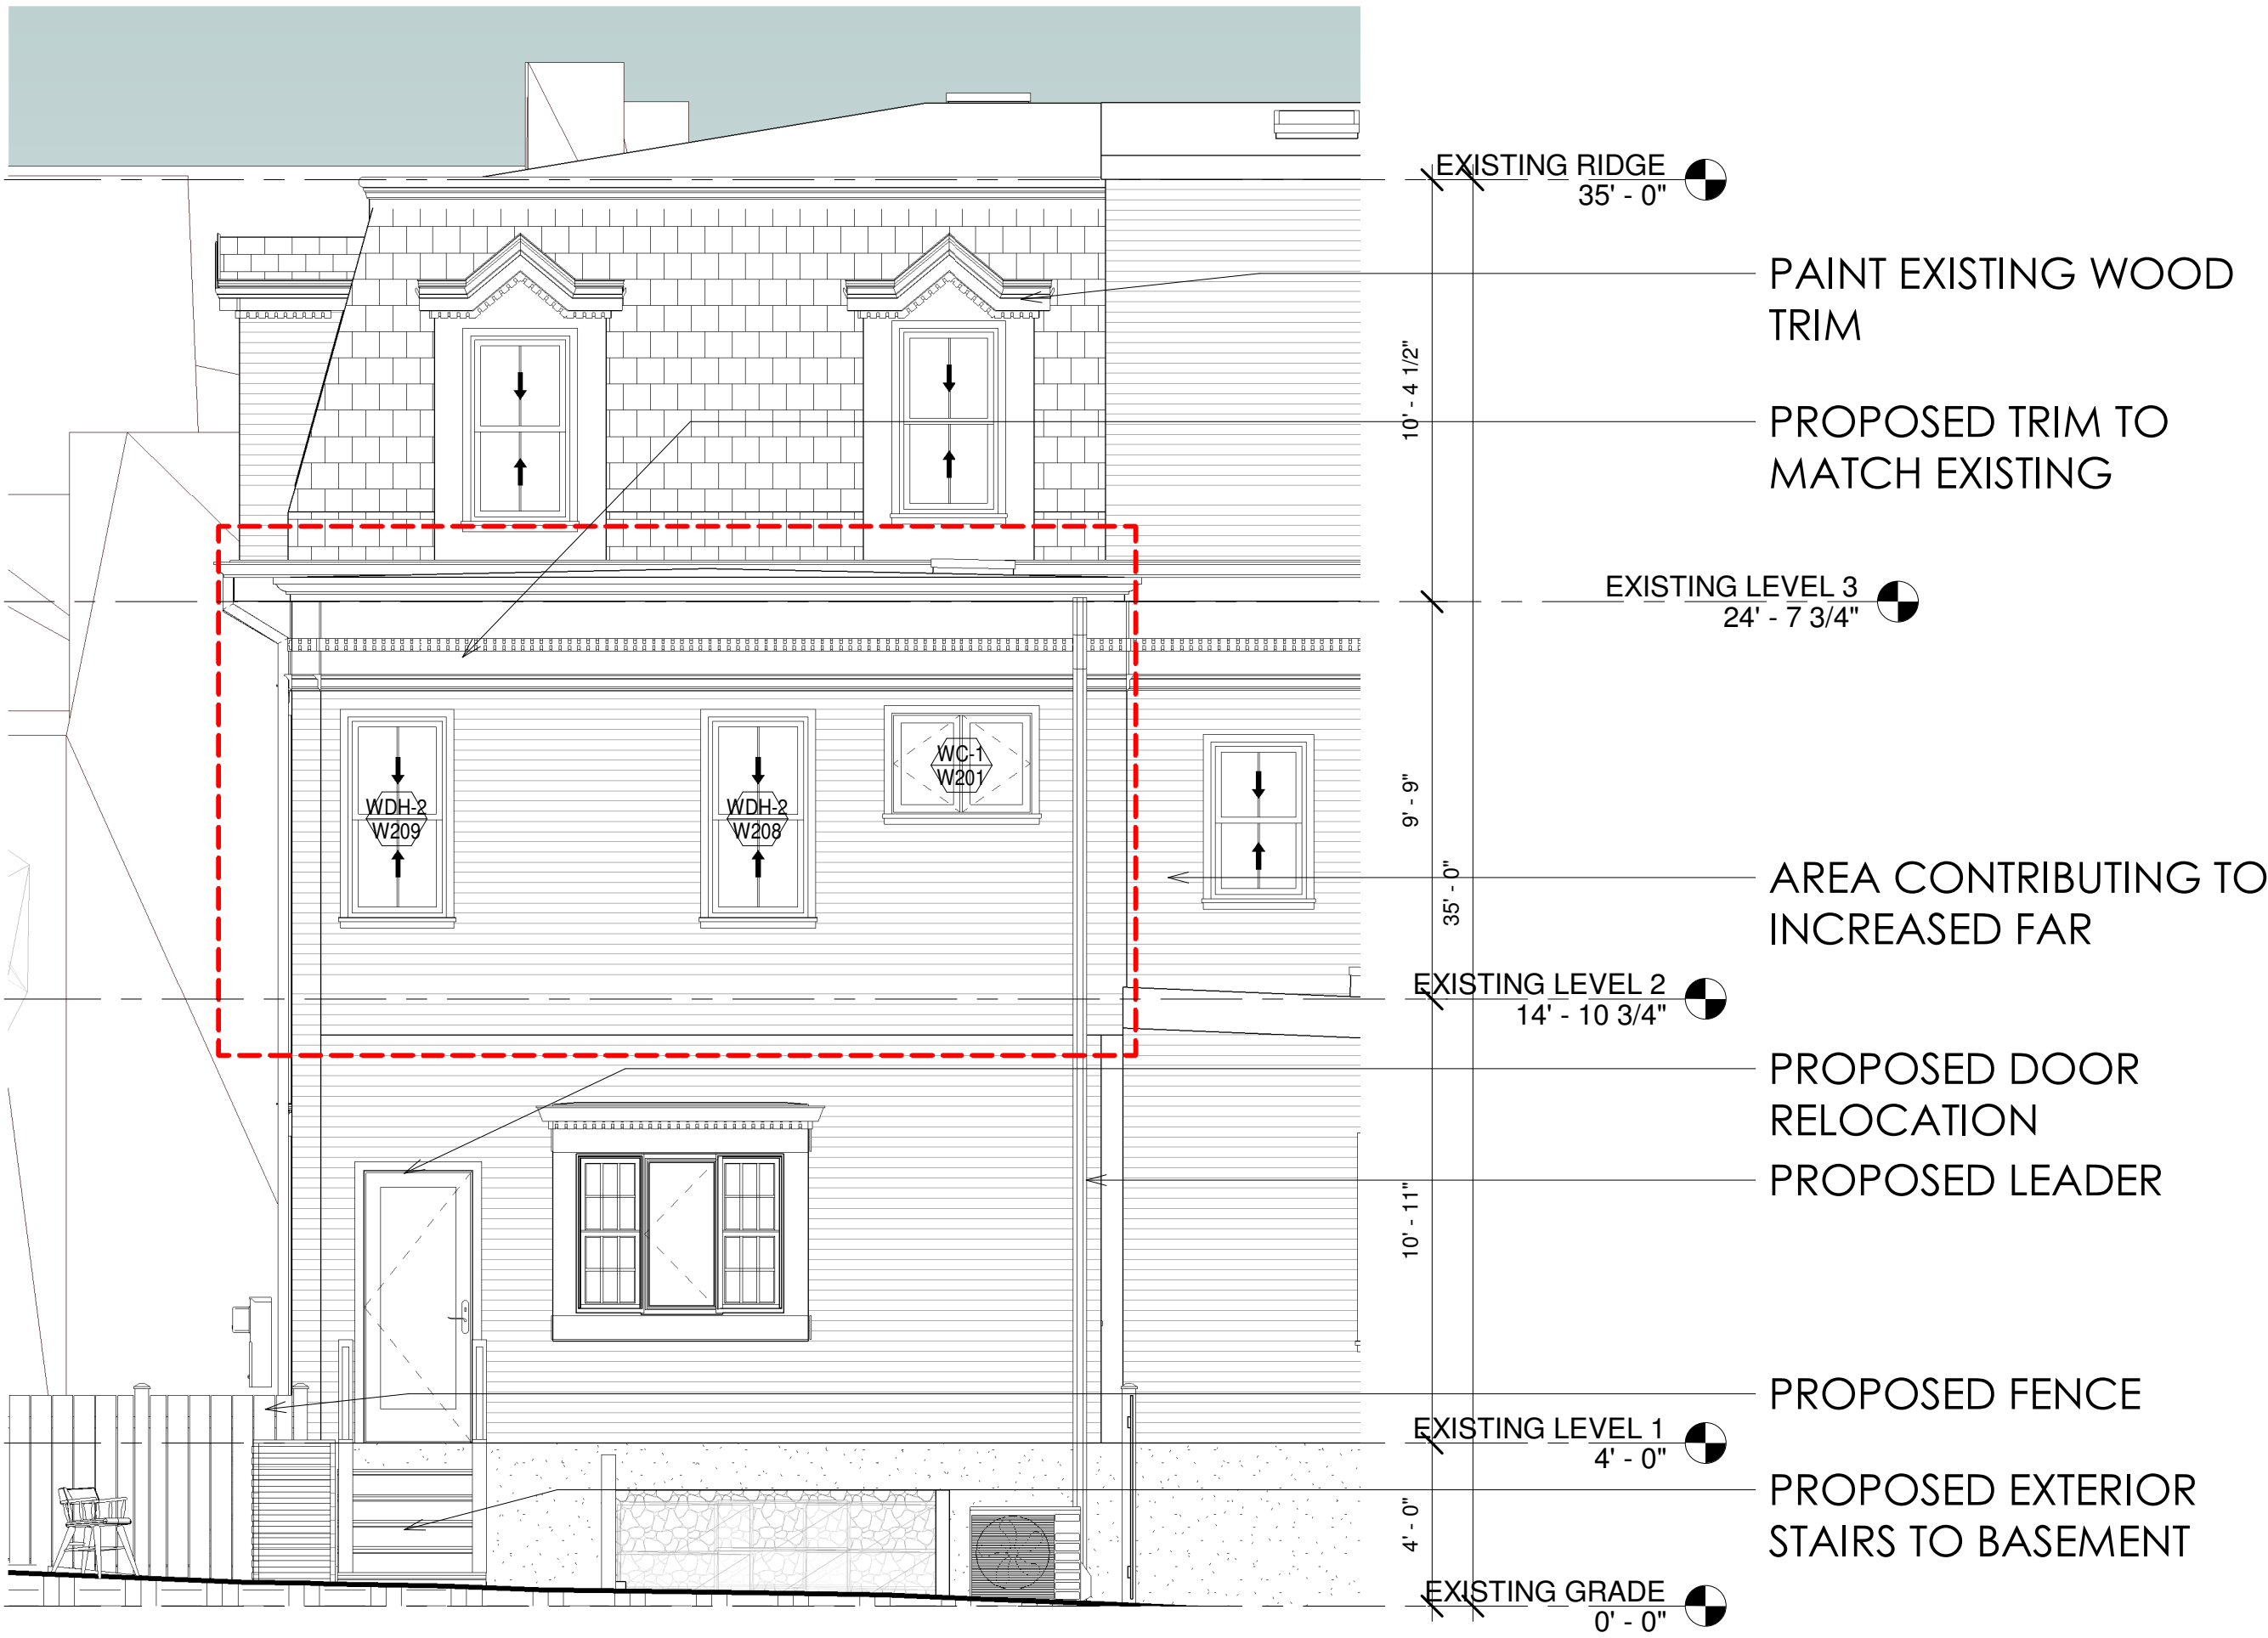 EXISTING RIDGE
35' - 0"
PAINT EXISTING WOOD
TRIM
10' - 4 1/2"
PROPOSED TRIM TO
MATCH EXISTING
EXISTING LEVEL 3
24' - 7 3/4"
WC-1
W201
WDH-2
W209
WDH-2
W208
9' - 9"
35' - 0"
AREA CONTRIBUTING TO
INCREASED FAR
EXISTING LEVEL 2
14' - 10 3/4"
PROPOSED DOOR
RELOCATION
PROPOSED LEADER
10' - 11"
PROPOSED FENCE
EXISTING LEVEL 1
4' - 0"
PROPOSED EXTERIOR
STAIRS TO BASEMENT
4' - 0"
EXISTING GRADE
0' - 0"